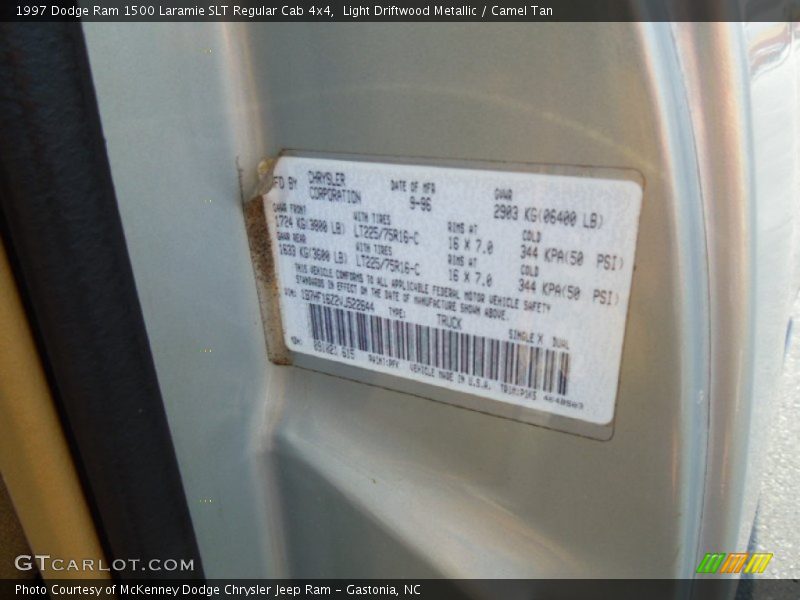 1997 Dodge Ram 1500 Laramie SLT Regular Cab 4x4, Light Driftwood Metallic / Camel Tan
FD BY CHRYSLER CORPORATION DATE OF MFR 9-96 GVWR 2903 KG(06400 LB)
GAWR FRONT WITH TIRES RIMS AT COLD
1724 KG(3800 LB) LT225/75R16-C 16 X 7.0 344 KPA(50 PSI)
GAWR REAR WITH TIRES RIMS AT COLD
1633 KG(3600 LB) LT225/75R16-C 16 X 7.0 344 KPA(50 PSI)
THIS VEHICLE CONFORMS TO ALL APPLICABLE FEDERAL MOTOR VEHICLE SAFETY
STANDARDS IN EFFECT ON THE DATE OF MANUFACTURE SHOWN ABOVE.
VIN: TYPE: TRUCK SINGLE X DUAL
MDH: PAINT:PFK VEHICLE MADE IN U.S.A.
GTCARLOT.COM
Photo Courtesy of McKenney Dodge Chrysler Jeep Ram – Gastonia, NC